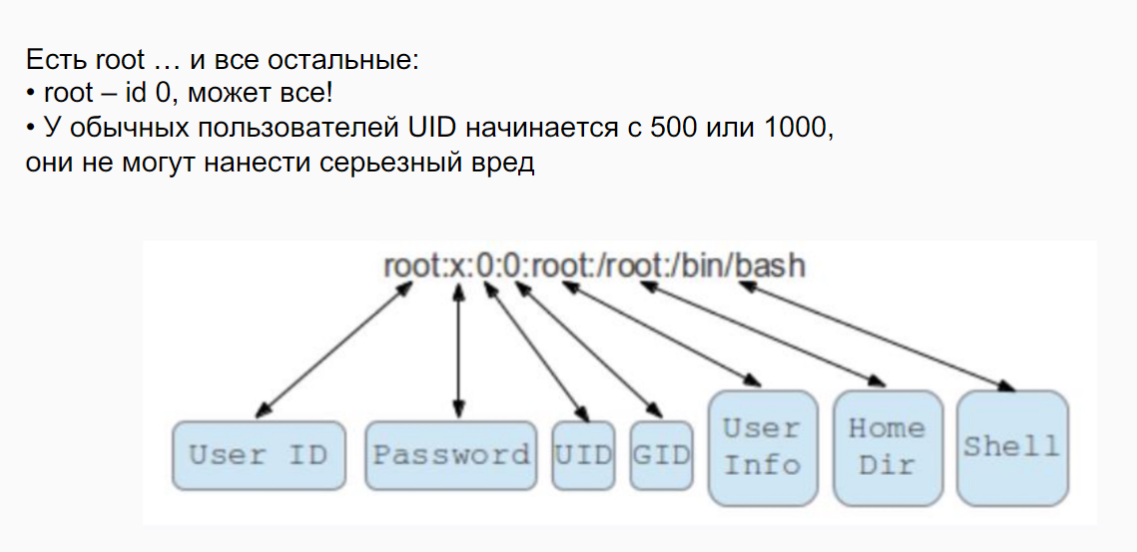 Есть root … и все остальные:
• root – id 0, может все!
• У обычных пользователей UID начинается с 500 или 1000,
они не могут нанести серьезный вред
root:x:0:0:root:/root:/bin/bash
User ID
Password
UID
GID
User
Info
Home
Dir
Shell